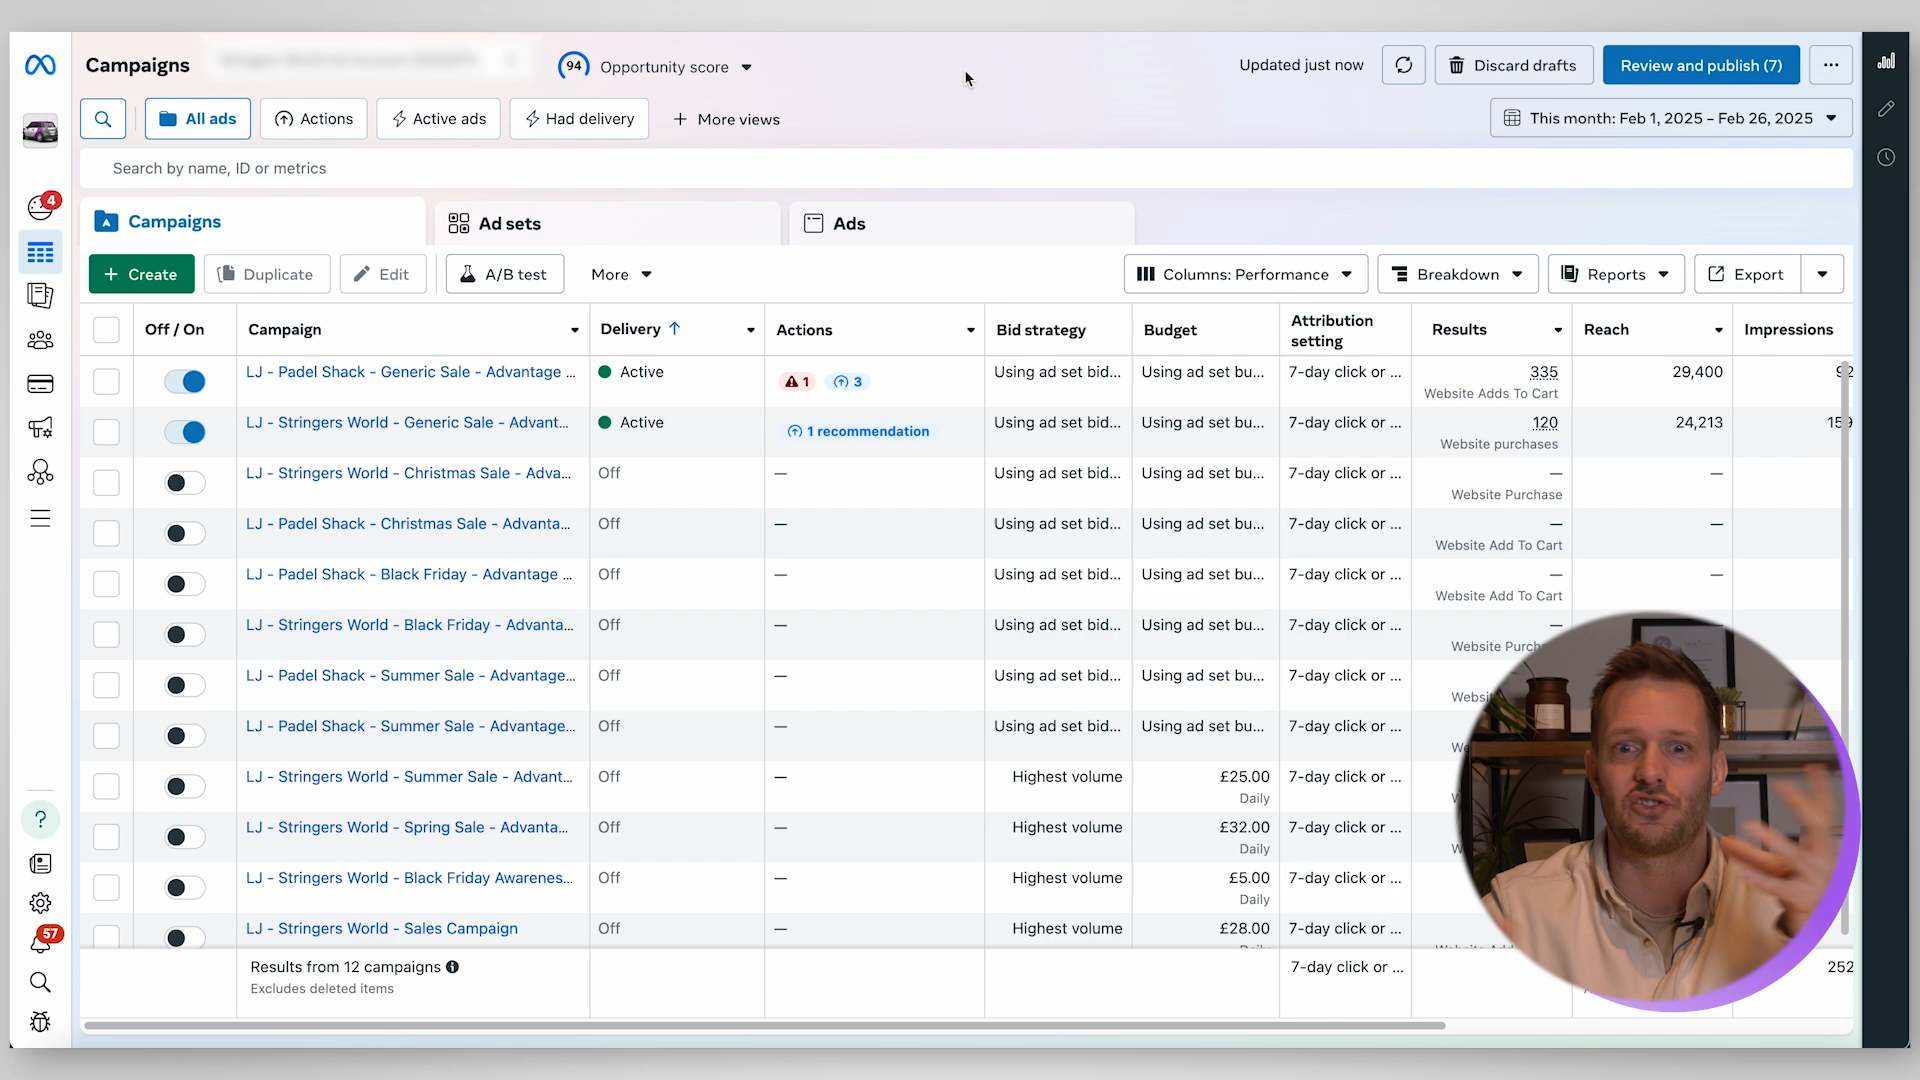 Campaigns
94 Opportunity score
Updated just now
Discard drafts
Review and publish (7)
All ads
Actions
Active ads
Had delivery
+ More views
This month: Feb 1, 2025 – Feb 26, 2025
Search by name, ID or metrics
4
Campaigns
Ad sets
Ads
+ Create
Duplicate
Edit
A/B test
More
Columns: Performance
Breakdown
Reports
Export
Off / On
Campaign
Delivery ↑
Actions
Bid strategy
Budget
Attribution
setting
Results
Reach
Impressions
LJ - Padel Shack - Generic Sale - Advantage ...
Active
1
3
Using ad set bid...
Using ad set bu...
7-day click or ...
335
Website Adds To Cart
29,400
LJ - Stringers World - Generic Sale - Advant...
Active
1 recommendation
Using ad set bid...
Using ad set bu...
7-day click or ...
120
Website purchases
24,213
LJ - Stringers World - Christmas Sale - Adva...
Off
—
Using ad set bid...
Using ad set bu...
7-day click or ...
—
Website Purchase
—
LJ - Padel Shack - Christmas Sale - Advanta...
Off
—
Using ad set bid...
Using ad set bu...
7-day click or ...
—
Website Add To Cart
—
LJ - Padel Shack - Black Friday - Advantage ...
Off
—
Using ad set bid...
Using ad set bu...
7-day click or ...
—
Website Add To Cart
—
LJ - Stringers World - Black Friday - Advanta...
Off
—
Using ad set bid...
Using ad set bu...
7-day click or ...
—
Website Purch
LJ - Padel Shack - Summer Sale - Advantage...
Off
—
Using ad set bid...
Using ad set bu...
7-day click or ...
LJ - Padel Shack - Summer Sale - Advantage...
Off
—
Using ad set bid...
Using ad set bu...
7-day click or ...
LJ - Stringers World - Summer Sale - Advant...
Off
—
Highest volume
£25.00
Daily
7-day click or ...
LJ - Stringers World - Spring Sale - Advanta...
Off
—
Highest volume
£32.00
Daily
7-day click or ...
LJ - Stringers World - Black Friday Awarenes...
Off
—
Highest volume
£5.00
Daily
7-day click or ...
LJ - Stringers World - Sales Campaign
Off
—
Highest volume
£28.00
7-day click or ...
57
Results from 12 campaigns
Excludes deleted items
7-day click or ...
252